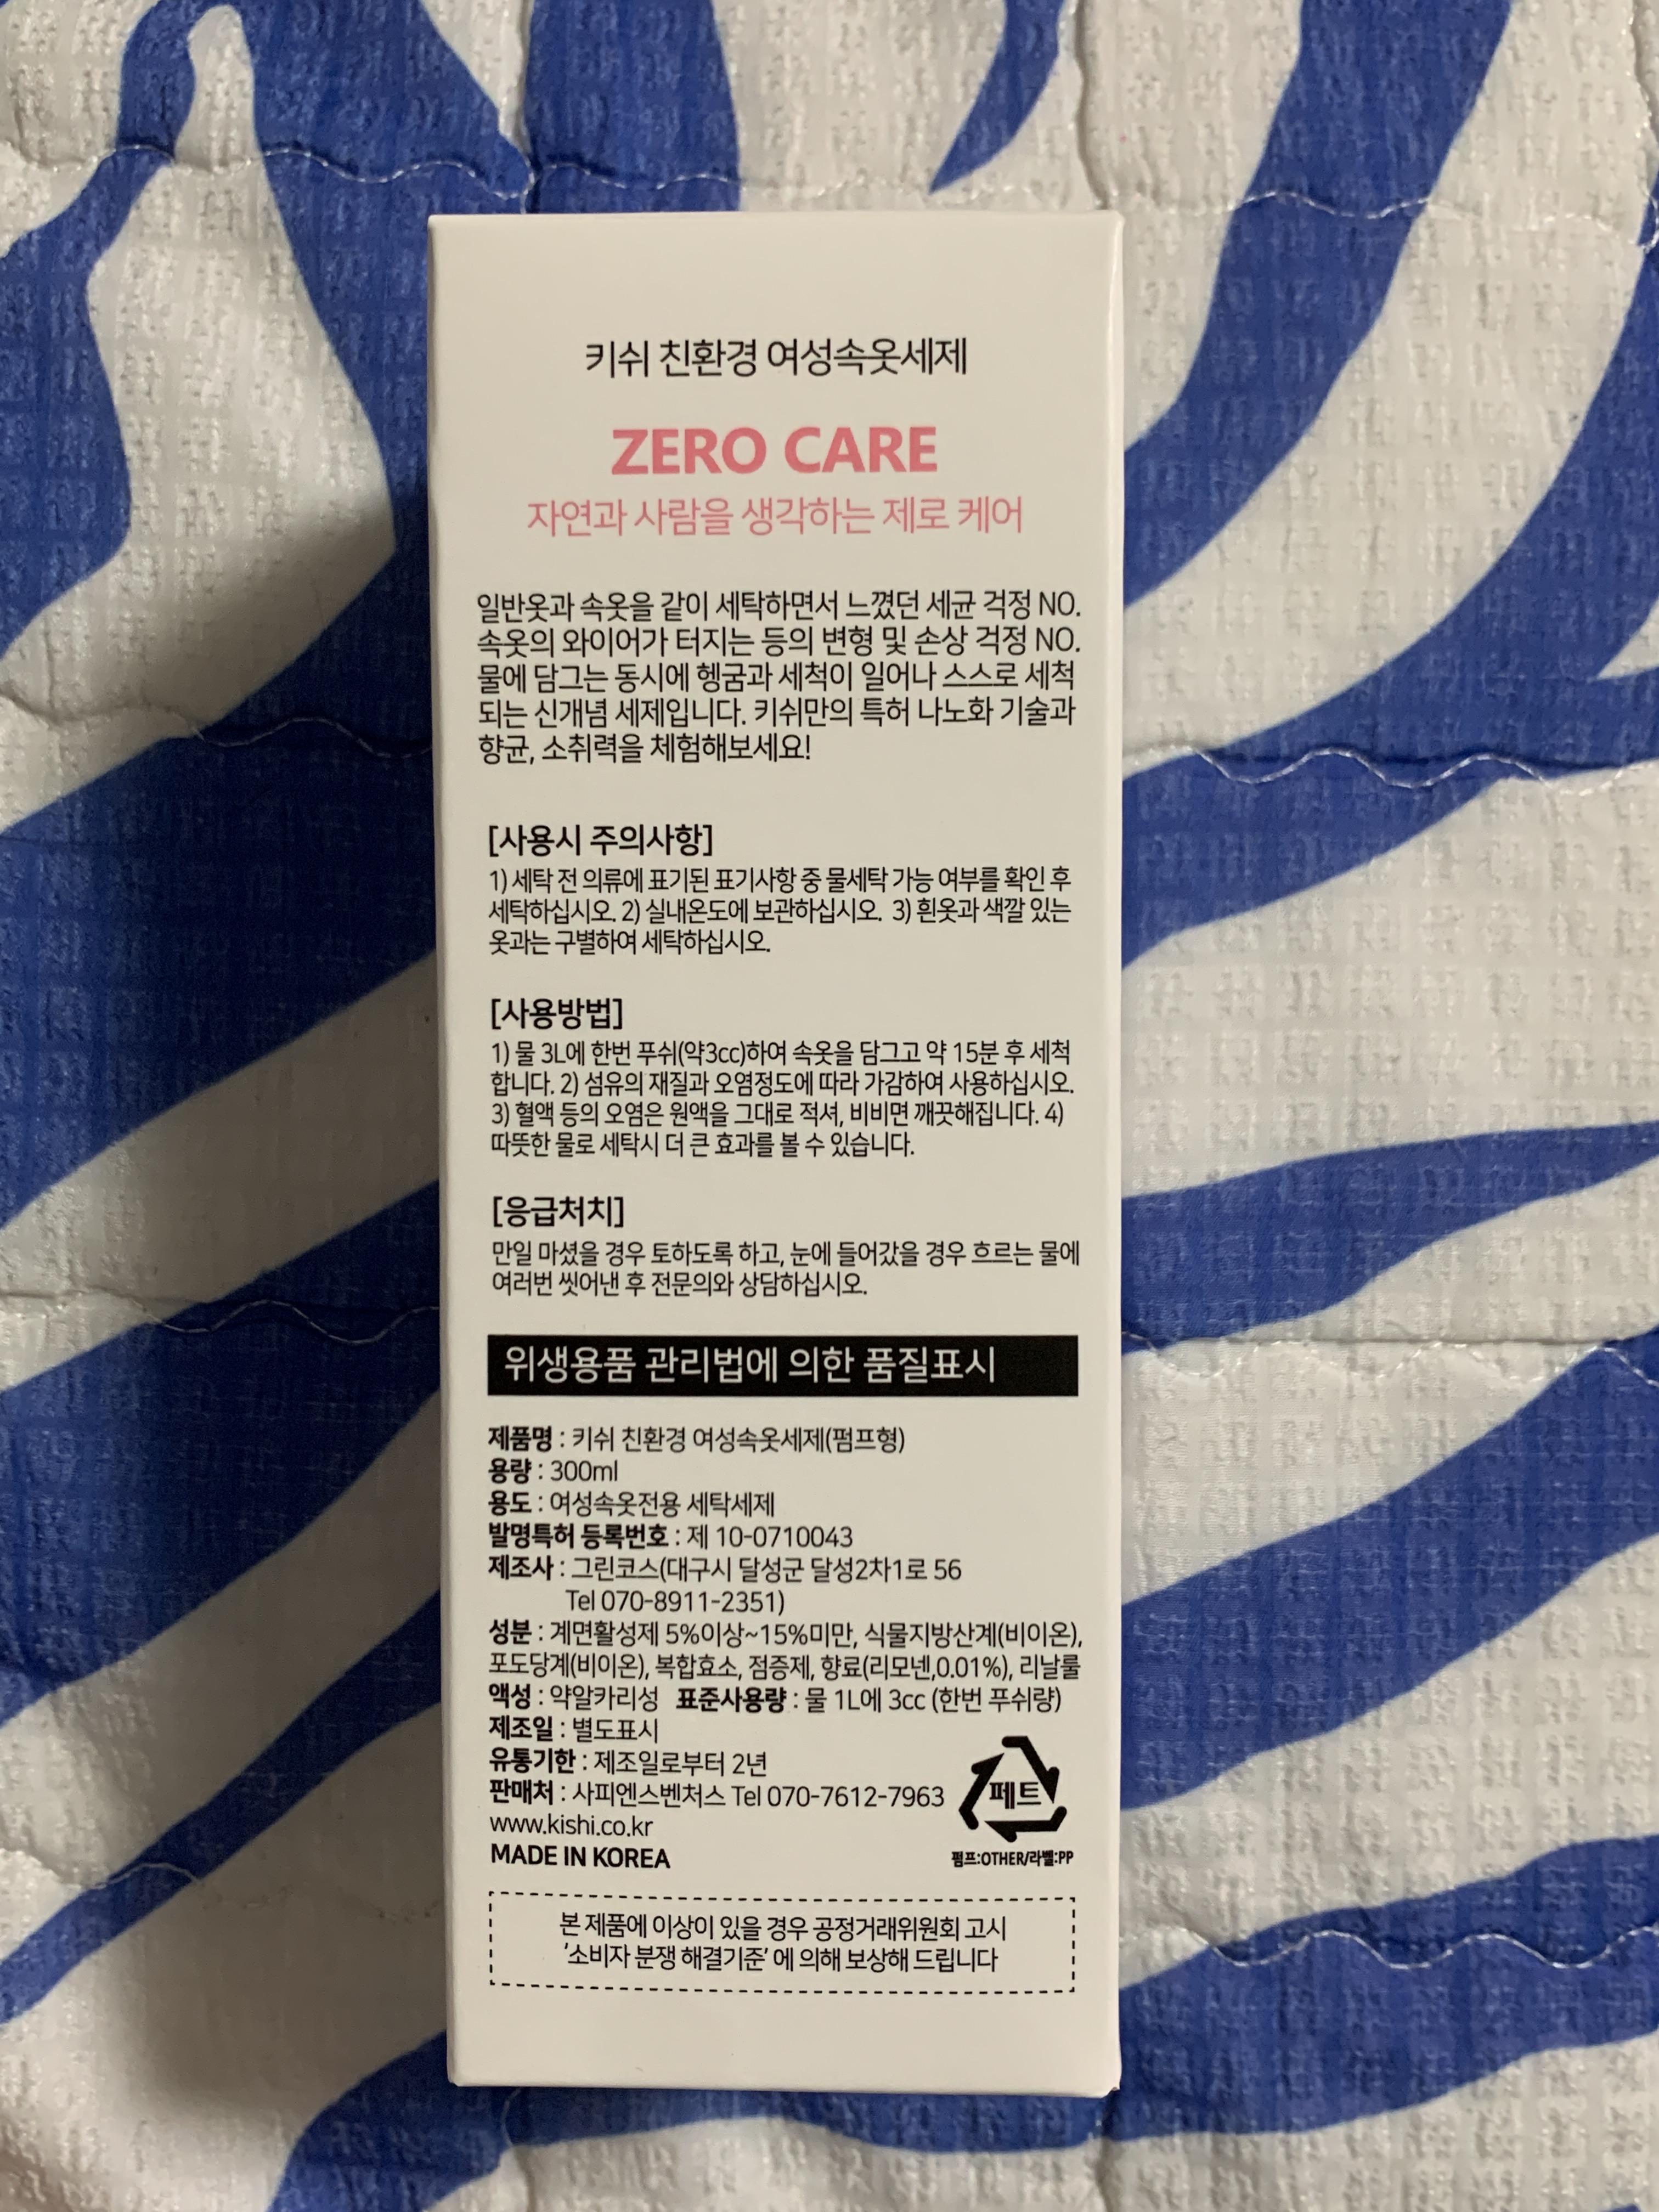 키쉬 친환경 여성속옷세제
ZERO CARE
자연과 사람을 생각하는 제로 케어
일반옷과 속옷을 같이 세탁하면서 느꼈던 세균 걱정 NO.
속옷의 와이어가 터지는 등의 변형 및 손상 걱정 NO.
물에 담그는 동시에 헹굼과 세척이 일어나 스스로 세척
되는 신개념 세제입니다. 키쉬만의 특허 나노화 기술과
향균, 소취력을 체험해보세요!
[사용시 주의사항]
1) 세탁 전 의류에 표기된 표기사항 중 물세탁 가능 여부를 확인 후
세탁하십시오. 2) 실내온도에 보관하십시오. 3) 흰옷과 색깔 있는
옷과는 구별하여 세탁하십시오.
[사용방법]
1) 물 3L에 한번 푸쉬(약3cc)하여 속옷을 담그고 약 15분 후 세척
합니다. 2) 섬유의 재질과 오염정도에 따라 가감하여 사용하십시오.
3) 혈액 등의 오염은 원액을 그대로 적셔, 비비면 깨끗해집니다. 4)
따뜻한 물로 세탁시 더 큰 효과를 볼 수 있습니다.
[응급처치]
만일 마셨을 경우 토하도록 하고, 눈에 들어갔을 경우 흐르는 물에
여러번 씻어낸 후 전문의와 상담하십시오.
위생용품 관리법에 의한 품질표시
제품명 : 키쉬 친환경 여성속옷세제(펌프형)
용량 : 300ml
용도 : 여성속옷전용 세탁세제
발명특허 등록번호 : 제 10-0710043
제조사 : 그린코스(대구시 달성군 달성2차1로 56
Tel 070-8911-2351)
성분 : 계면활성제 5%이상~15%미만, 식물지방산계(비이온),
포도당계(비이온), 복합효소, 점증제, 향료(리모넨,0.01%), 리날룰
액성 : 약알카리성 표준사용량 : 물 1L에 3cc (한번 푸쉬량)
제조일 : 별도표시
유통기한 : 제조일로부터 2년
판매처 : 사피엔스벤처스 Tel 070-7612-7963
www.kishi.co.kr
MADE IN KOREA
페트
펌프:OTHER/라벨:PP
본 제품에 이상이 있을 경우 공정거래위원회 고시
'소비자 분쟁 해결기준' 에 의해 보상해 드립니다